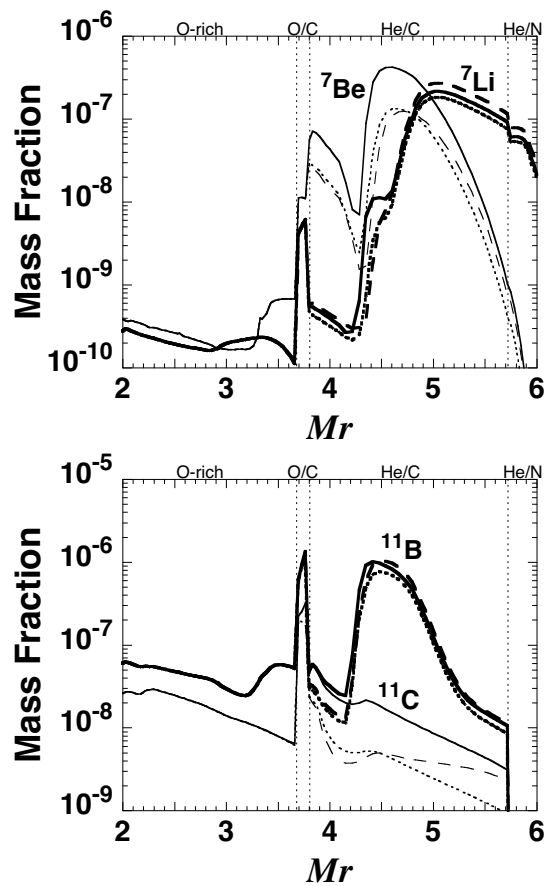 O-rich O/C He/C He/N
10⁻⁶
⁷Be ⁷Li
10⁻⁷
10⁻⁸
10⁻⁹
10⁻¹⁰
Mass Fraction
2 3 4 5 6
Mr
O-rich O/C He/C He/N
10⁻⁵
10⁻⁶
¹¹B
10⁻⁷
¹¹C
10⁻⁸
10⁻⁹
Mass Fraction
2 3 4 5 6
Mr